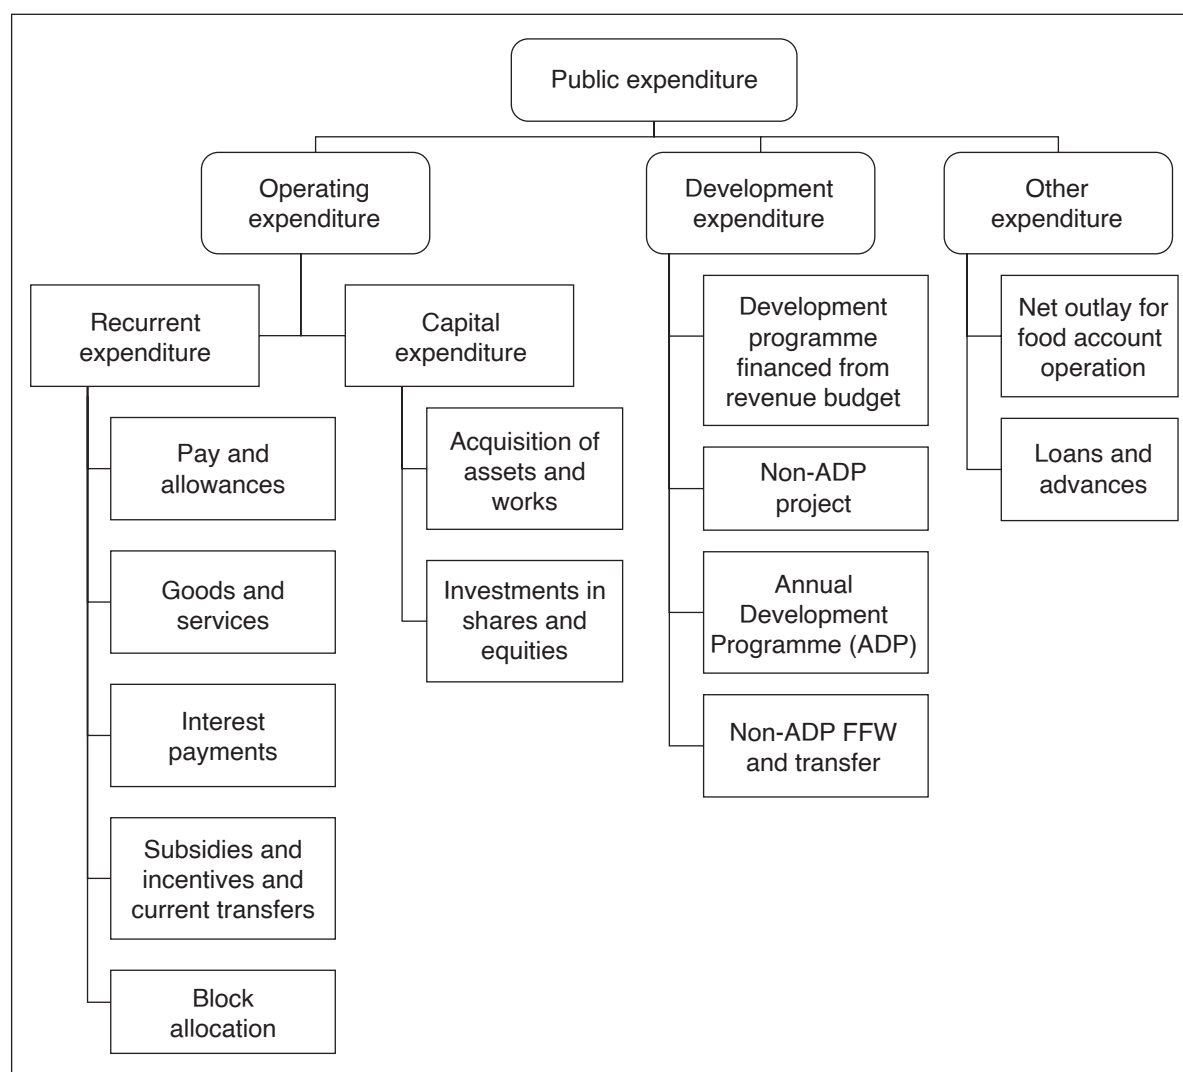 Public expenditure
Operating
expenditure
Development
expenditure
Other
expenditure
Recurrent
expenditure
Capital
expenditure
Pay and
allowances
Goods and
services
Interest
payments
Subsidies and
incentives and
current transfers
Block
allocation
Acquisition of
assets and
works
Investments in
shares and
equities
Development
programme
financed from
revenue budget
Non-ADP
project
Annual
Development
Programme (ADP)
Non-ADP FFW
and transfer
Net outlay for
food account
operation
Loans and
advances